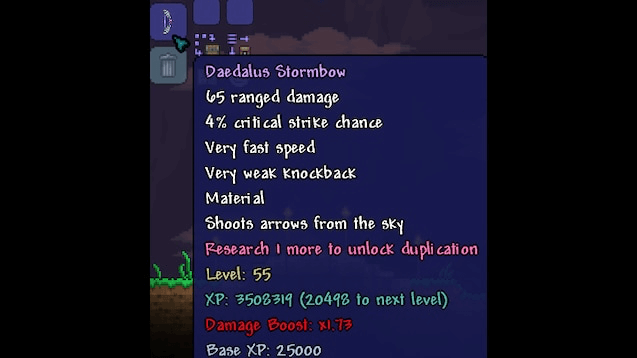 Daedalus Stormbow
65 ranged damage
4% critical strike chance
Very fast speed
Very weak knockback
Material
Shoots arrows from the sky
Research 1 more to unlock duplication
Level: 55
XP: 3508319 (20498 to next level)
Damage Boost: x1.73
Base XP: 25000